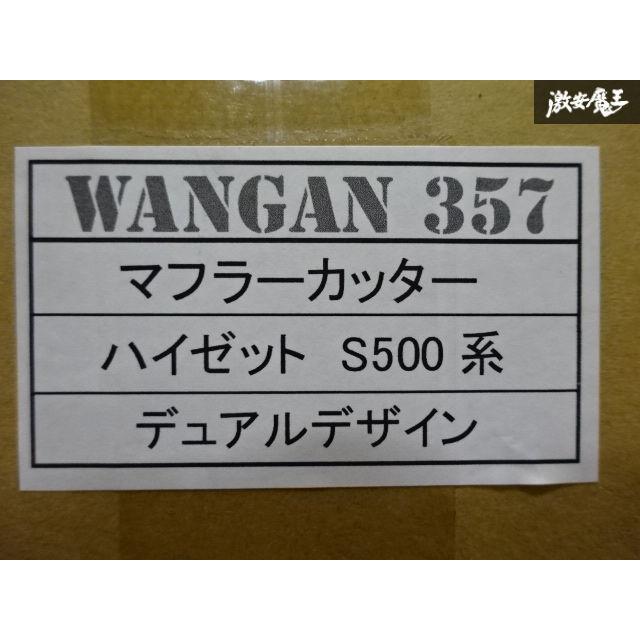 激安魔王
WANGAN 357
マフラーカッター
ハイゼット S500 系
デュアルデザイン